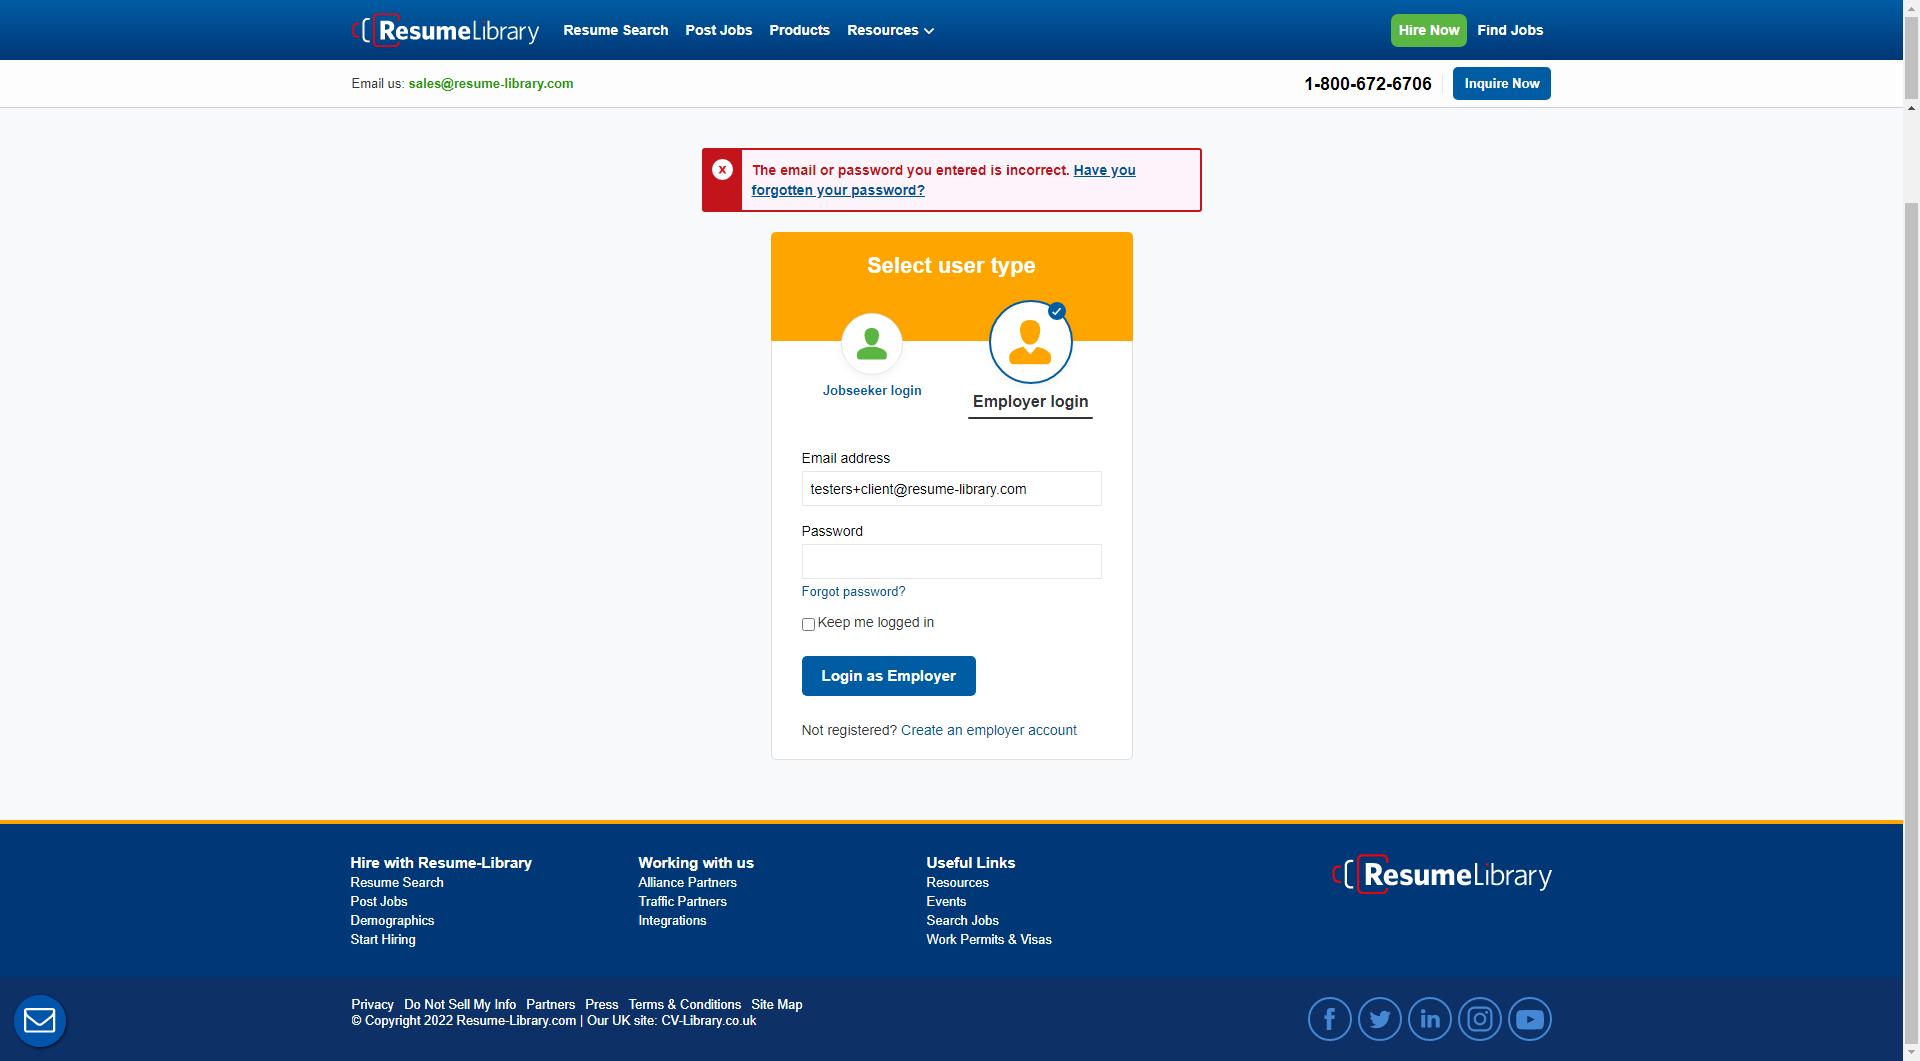 ResumeLibrary Resume Search Post Jobs Products Resources Hire Now Find Jobs
Email us: sales@resume-library.com 1-800-672-6706 Inquire Now
x The email or password you entered is incorrect. Have you
forgotten your password?
Select user type
Jobseeker login
Employer login
Email address
testers+client@resume-library.com
Password
Forgot password?
Keep me logged in
Login as Employer
Not registered? Create an employer account
Hire with Resume-Library
Resume Search
Post Jobs
Demographics
Start Hiring
Working with us
Alliance Partners
Traffic Partners
Integrations
Useful Links
Resources
Events
Search Jobs
Work Permits & Visas
ResumeLibrary
Privacy Do Not Sell My Info Partners Press Terms & Conditions Site Map
© Copyright 2022 Resume-Library.com | Our UK site: CV-Library.co.uk